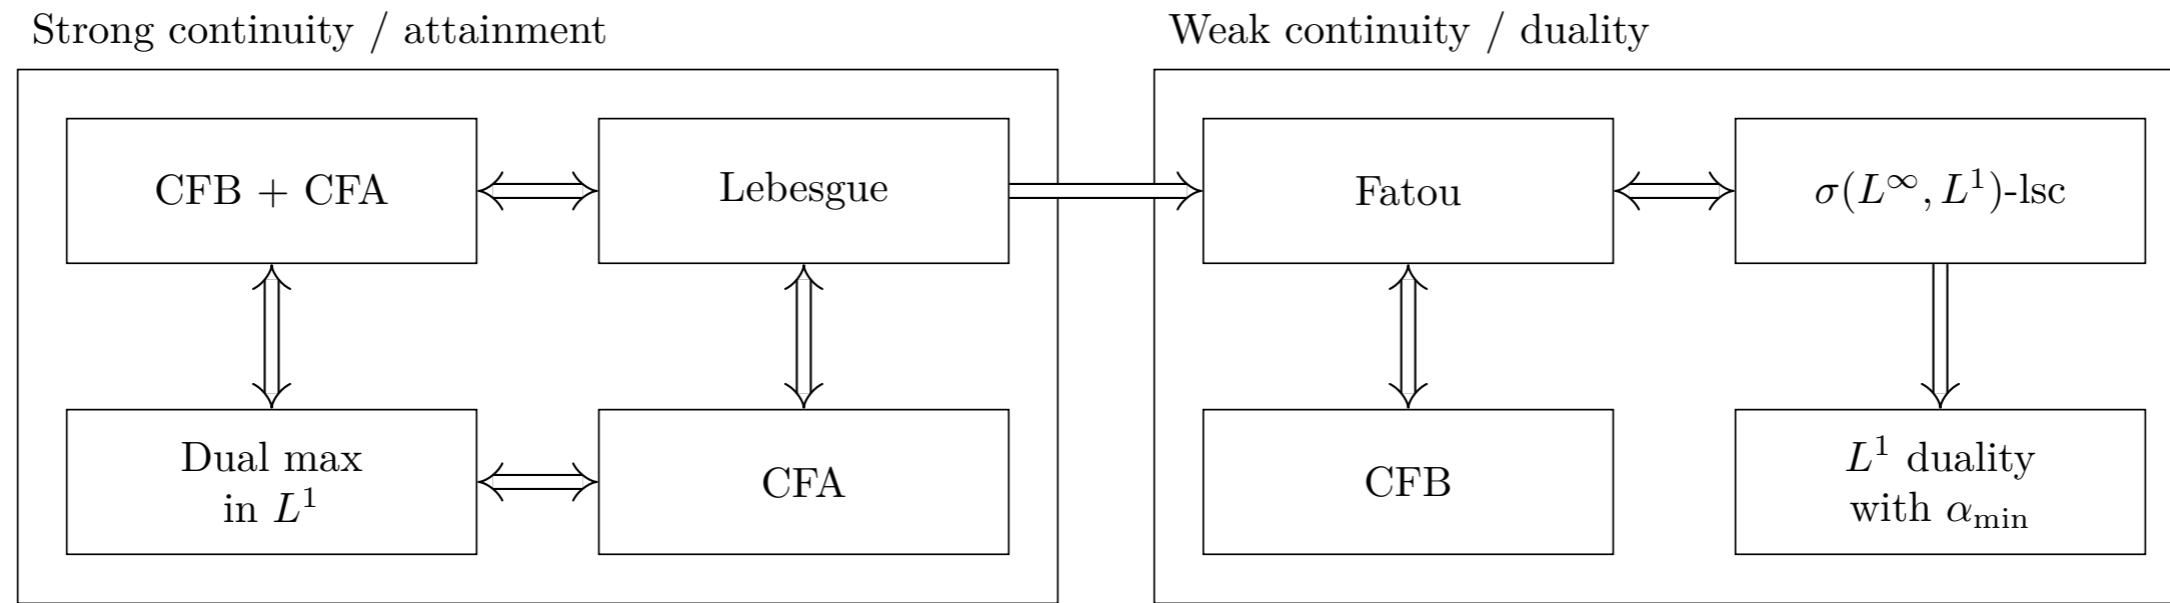 Strong continuity / attainment
Weak continuity / duality
CFB + CFA
Lebesgue
Fatou
σ(L^∞, L^1)-lsc
Dual max
in L^1
CFA
CFB
L^1 duality
with α_min